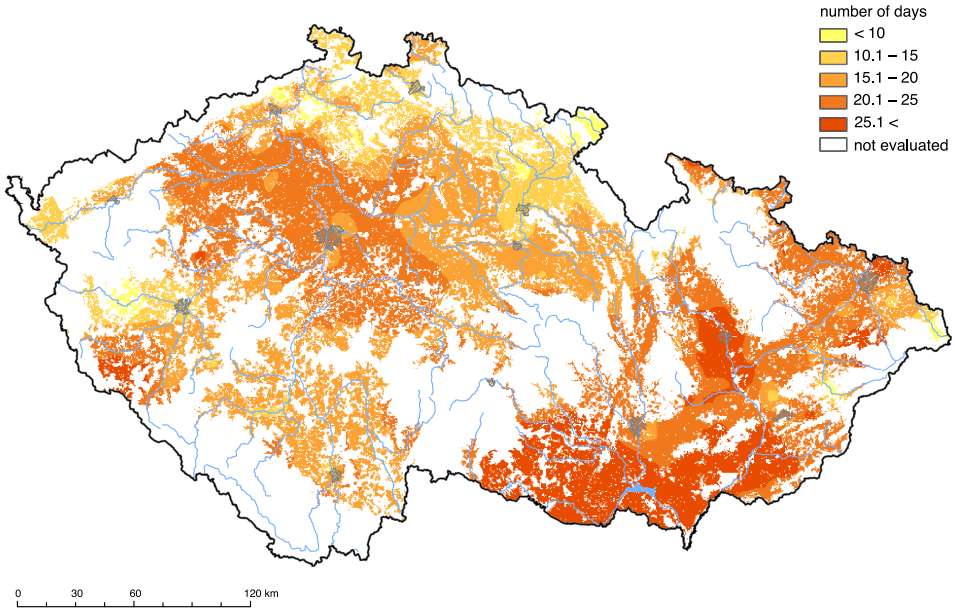 number of days
< 10
10.1 – 15
15.1 – 20
20.1 – 25
25.1 <
not evaluated
0 30 60 120 km